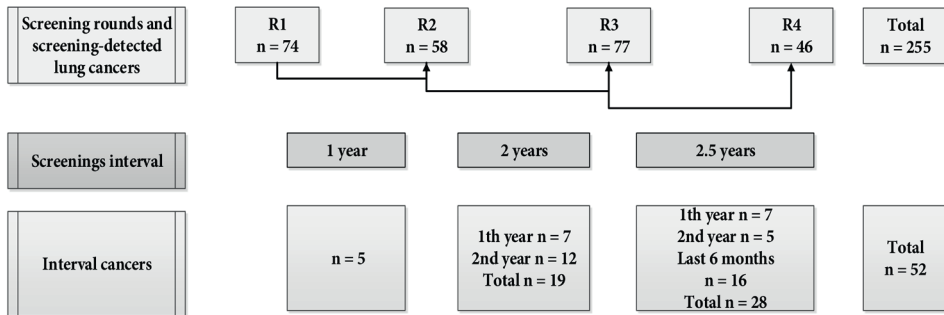 Screening rounds and
screening-detected
lung cancers
R1
n = 74
R2
n = 58
R3
n = 77
R4
n = 46
Total
n = 255
Screenings interval
1 year
2 years
2.5 years
Interval cancers
n = 5
1th year n = 7
2nd year n = 12
Total n = 19
1th year n = 7
2nd year n = 5
Last 6 months
n = 16
Total n = 28
Total
n = 52